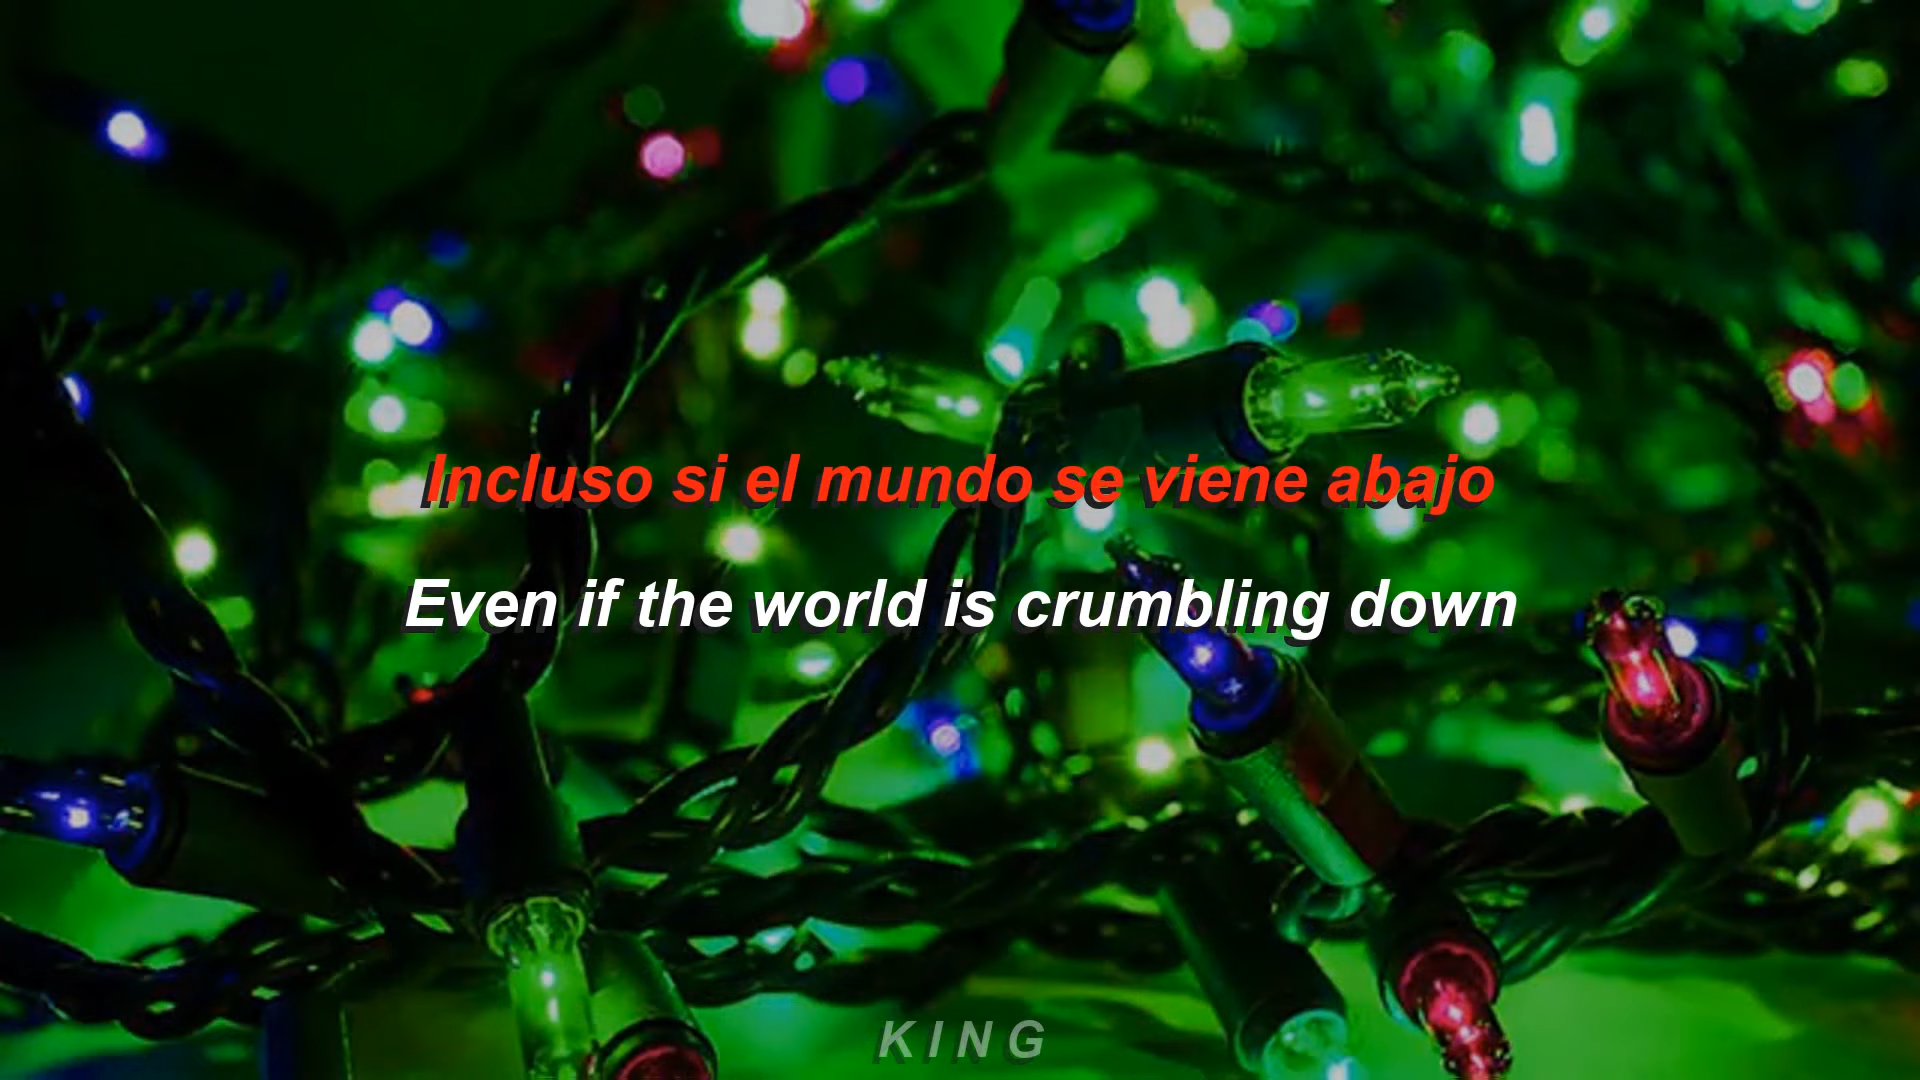 Incluso si el mundo se viene abajo
Even if the world is crumbling down
KING